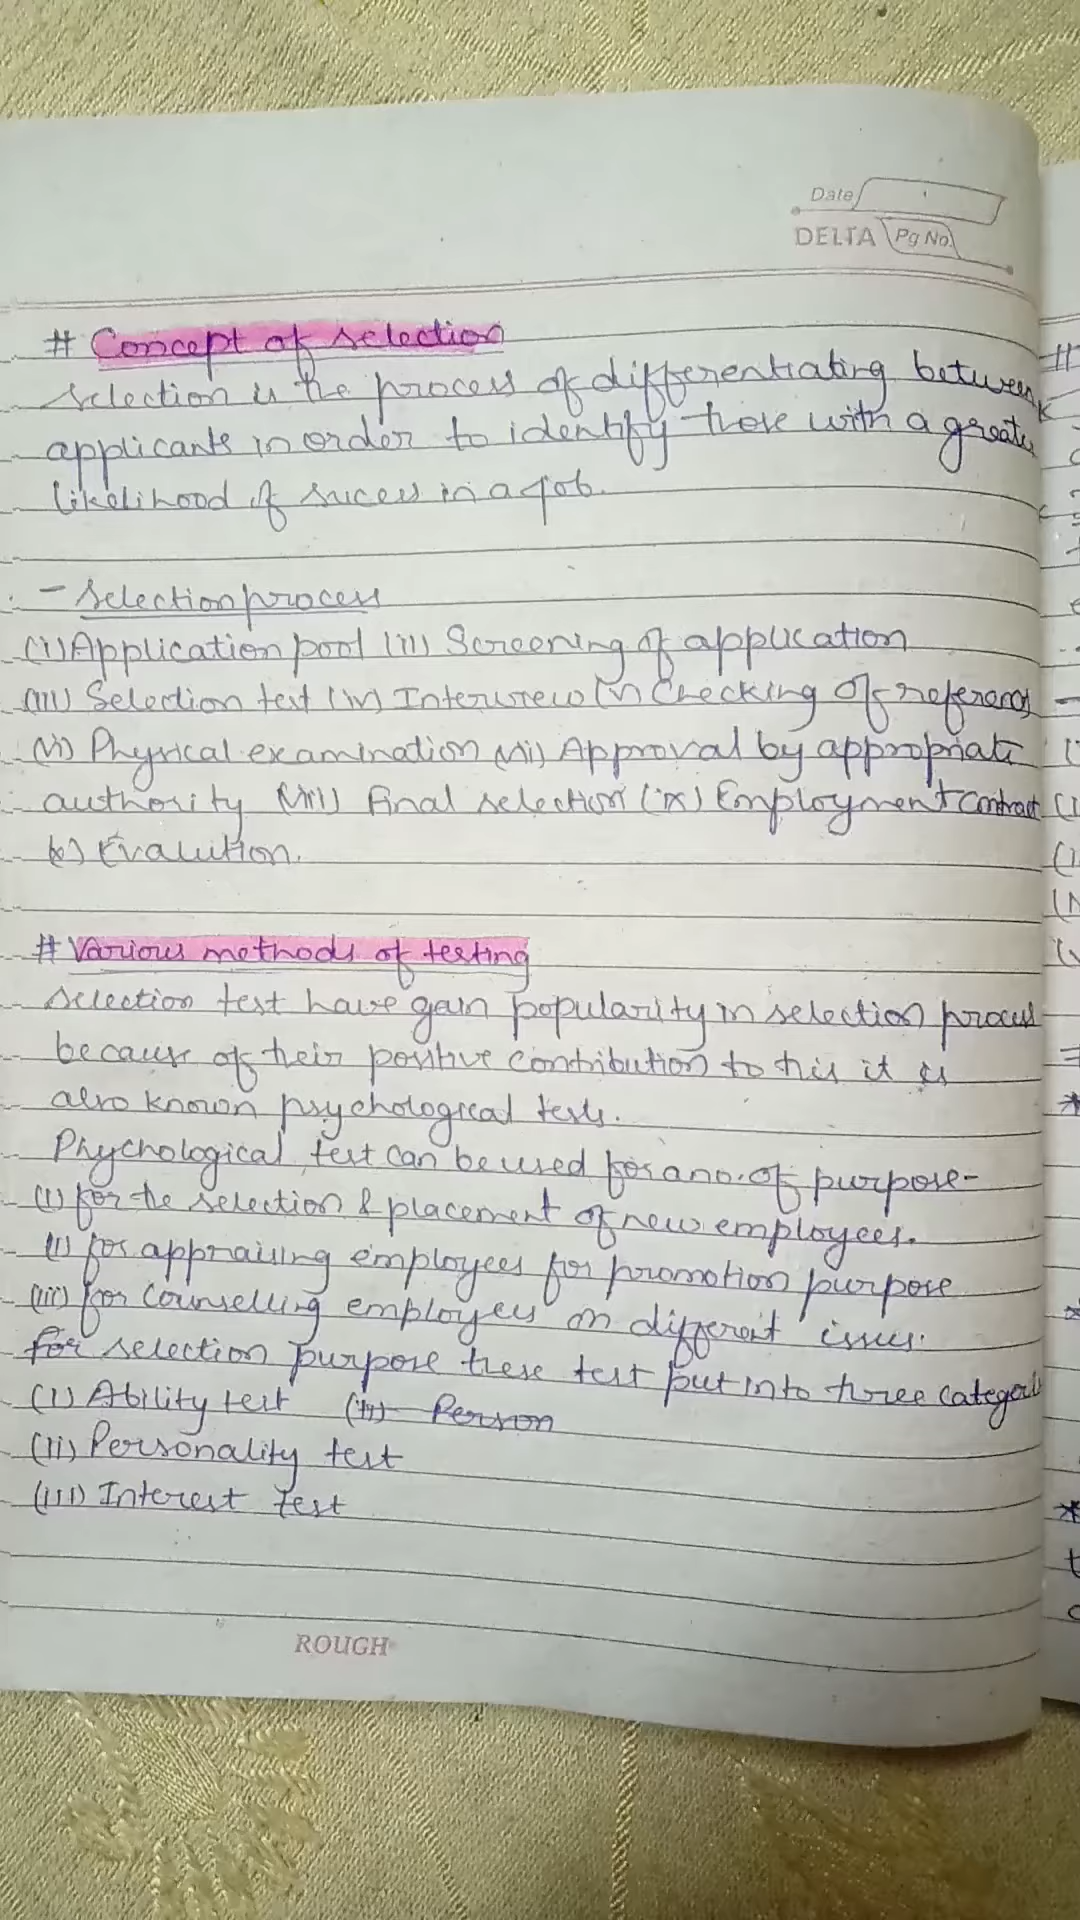 Date
DELTA Pg No.
# Concept of selection
Selection is the process of differentiating between
applicants in order to identify those with a greater
likelihood of sucess in a job.
- Selection process
(i) Application pool (ii) Screening of application
(iii) Selection test (iv) Interview (v) Checking of references
(vi) Physical examination (vii) Approval by appropriate
authority (viii) Final selection (ix) Employment contract
(x) Evalution.
# Various methods of testing
Selection test have gain popularity in selection process
because of their positive contribution to this it is
also known psychological tests.
Phychological test can be used for a no. of purpose-
(i) for the selection & placement of new employees.
(i) for appraising employees for promotion purpose
(iii) for counselling employees on different issues.
for selection purpose these test put into three categories
(i) Ability test (ii) Person
(ii) Personality test
(iii) Interest test
ROUGH